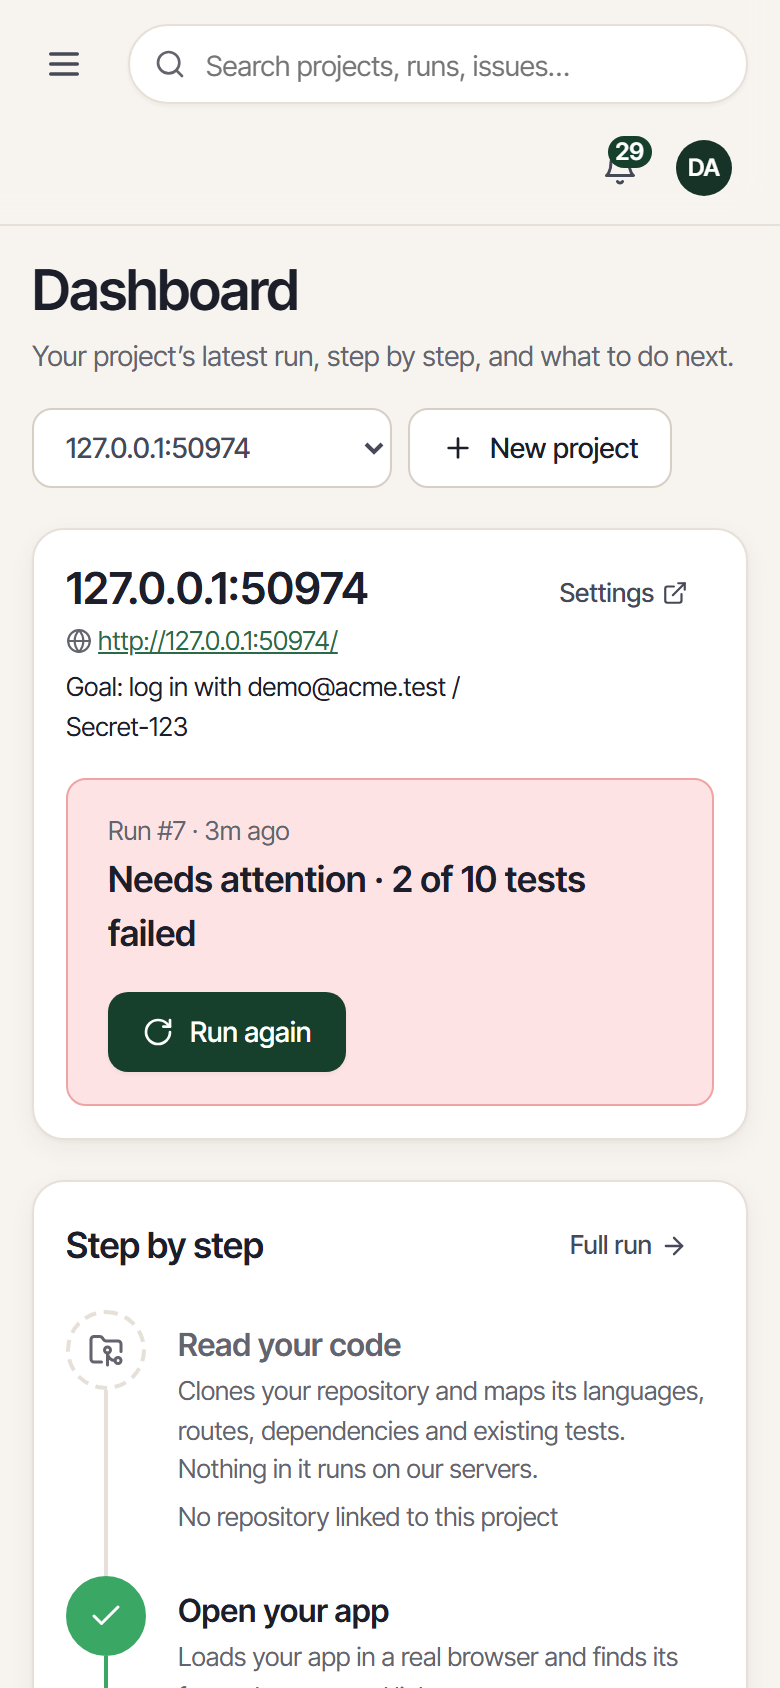 Search projects, runs, issues...
29
DA
Dashboard
Your project’s latest run, step by step, and what to do next.
127.0.0.1:50974
New project
127.0.0.1:50974
Settings
http://127.0.0.1:50974/
Goal: log in with demo@acme.test /
Secret-123
Run #7 · 3m ago
Needs attention · 2 of 10 tests
failed
Run again
Step by step
Full run
Read your code
Clones your repository and maps its languages,
routes, dependencies and existing tests.
Nothing in it runs on our servers.
No repository linked to this project
Open your app
Loads your app in a real browser and finds its